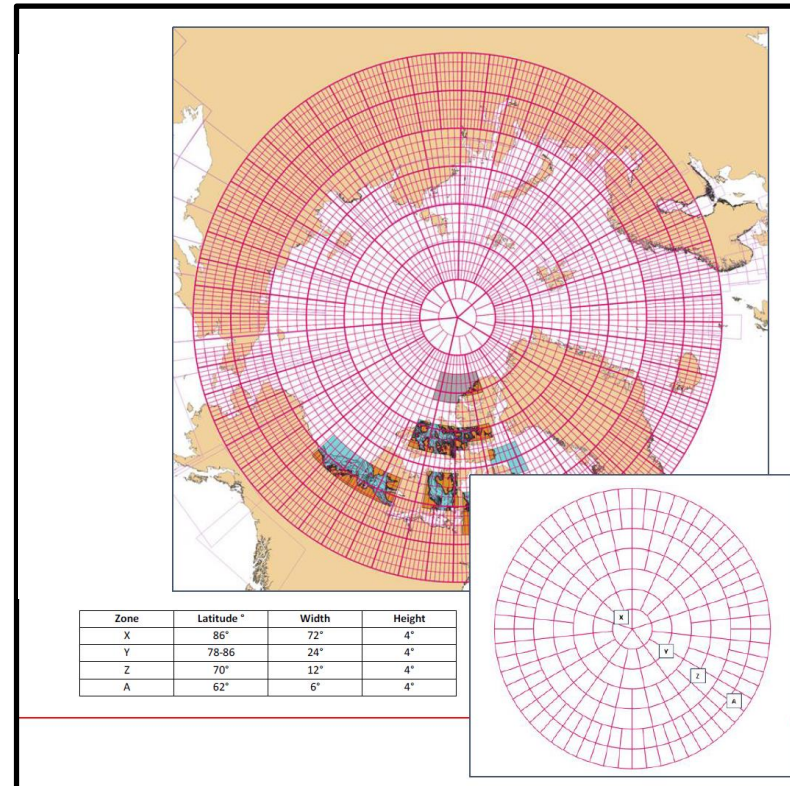 X
Y
Z
A
Zone Latitude ° Width Height
X 86° 72° 4°
Y 78-86 24° 4°
Z 70° 12° 4°
A 62° 6° 4°